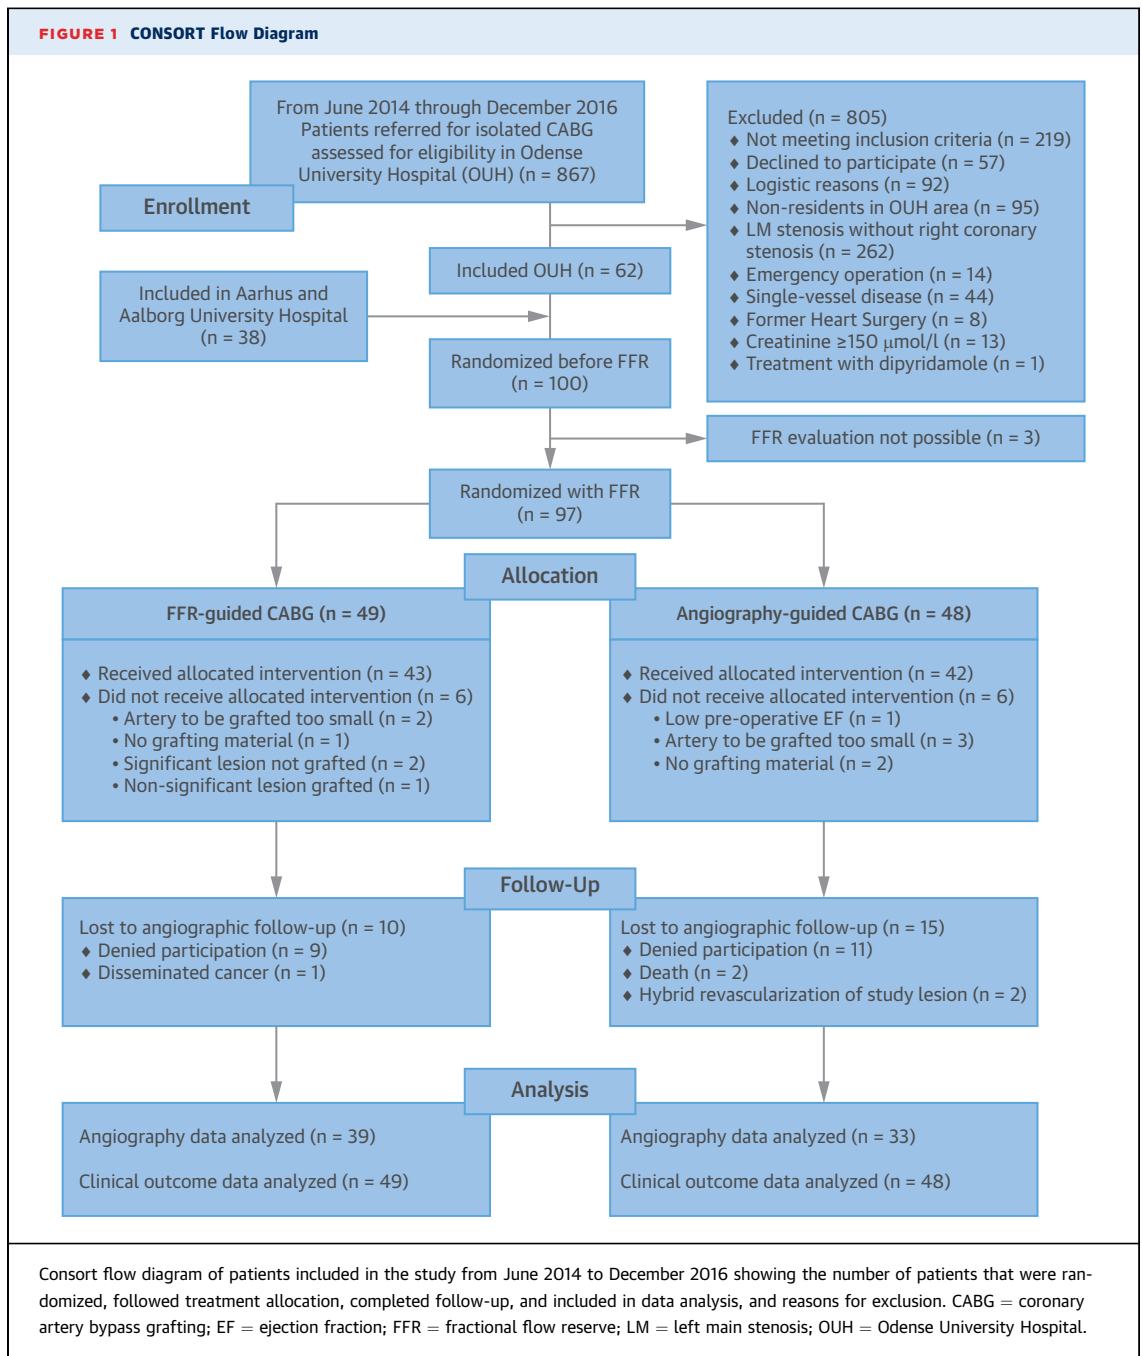 FIGURE 1 CONSORT Flow Diagram
From June 2014 through December 2016
Patients referred for isolated CABG
assessed for eligibility in Odense
University Hospital (OUH) (n = 867)
Enrollment
Excluded (n = 805)
♦ Not meeting inclusion criteria (n = 219)
♦ Declined to participate (n = 57)
♦ Logistic reasons (n = 92)
♦ Non-residents in OUH area (n = 95)
♦ LM stenosis without right coronary
stenosis (n = 262)
♦ Emergency operation (n = 14)
♦ Single-vessel disease (n = 44)
♦ Former Heart Surgery (n = 8)
♦ Creatinine ≥150 μmol/l (n = 13)
♦ Treatment with dipyridamole (n = 1)
Included OUH (n = 62)
Included in Aarhus and
Aalborg University Hospital
(n = 38)
Randomized before FFR
(n = 100)
FFR evaluation not possible (n = 3)
Randomized with FFR
(n = 97)
Allocation
FFR-guided CABG (n = 49)
♦ Received allocated intervention (n = 43)
♦ Did not receive allocated intervention (n = 6)
• Artery to be grafted too small (n = 2)
• No grafting material (n = 1)
• Significant lesion not grafted (n = 2)
• Non-significant lesion grafted (n = 1)
Angiography-guided CABG (n = 48)
♦ Received allocated intervention (n = 42)
♦ Did not receive allocated intervention (n = 6)
• Low pre-operative EF (n = 1)
• Artery to be grafted too small (n = 3)
• No grafting material (n = 2)
Follow-Up
Lost to angiographic follow-up (n = 10)
♦ Denied participation (n = 9)
♦ Disseminated cancer (n = 1)
Lost to angiographic follow-up (n = 15)
♦ Denied participation (n = 11)
♦ Death (n = 2)
♦ Hybrid revascularization of study lesion (n = 2)
Analysis
Angiography data analyzed (n = 39)
Clinical outcome data analyzed (n = 49)
Angiography data analyzed (n = 33)
Clinical outcome data analyzed (n = 48)
Consort flow diagram of patients included in the study from June 2014 to December 2016 showing the number of patients that were ran-
domized, followed treatment allocation, completed follow-up, and included in data analysis, and reasons for exclusion. CABG = coronary
artery bypass grafting; EF = ejection fraction; FFR = fractional flow reserve; LM = left main stenosis; OUH = Odense University Hospital.